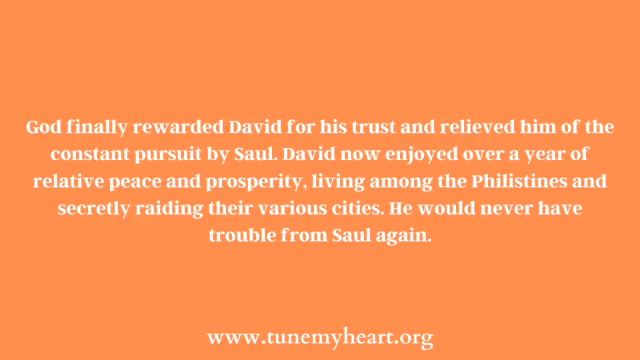 God finally rewarded David for his trust and relieved him of the
constant pursuit by Saul. David now enjoyed over a year of
relative peace and prosperity, living among the Philistines and
secretly raiding their various cities. He would never have
trouble from Saul again.
www.tunemyheart.org